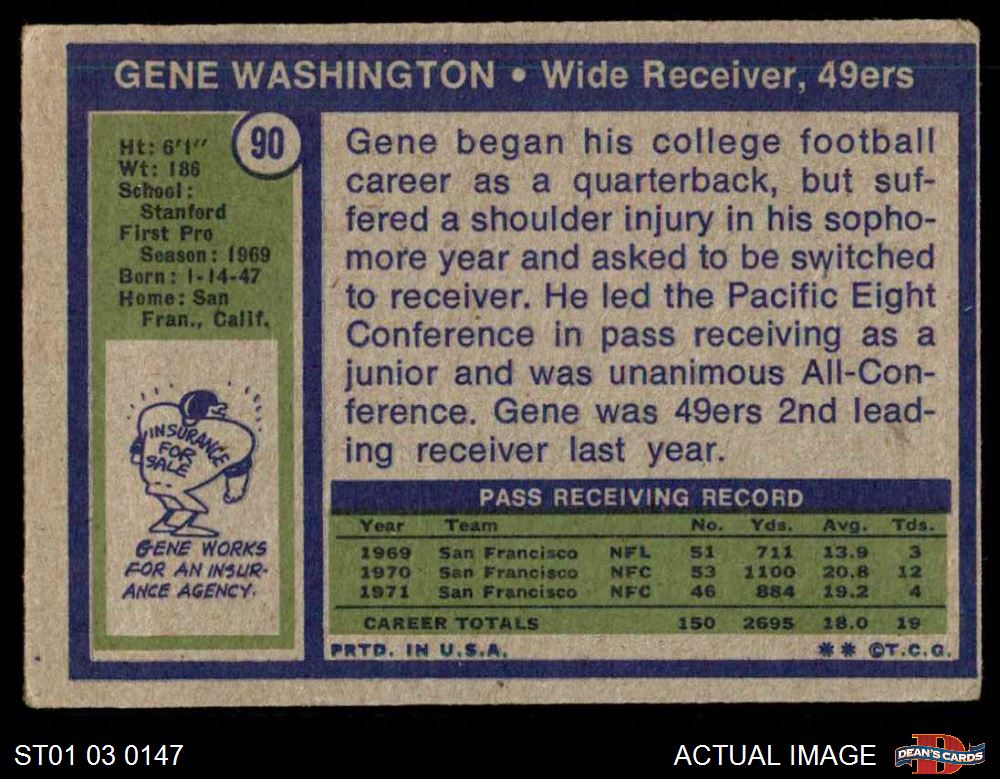 GENE WASHINGTON • Wide Receiver, 49ers
90
Ht: 6'1"
Wt: 186
School:
Stanford
First Pro
Season: 1969
Born: 1-14-47
Home: San
Fran., Calif.
INSURANCE
FOR
SALE
GENE WORKS
FOR AN INSUR-
ANCE AGENCY.
Gene began his college football
career as a quarterback, but suf-
fered a shoulder injury in his sopho-
more year and asked to be switched
to receiver. He led the Pacific Eight
Conference in pass receiving as a
junior and was unanimous All-Con-
ference. Gene was 49ers 2nd lead-
ing receiver last year.
PASS RECEIVING RECORD
Year Team No. Yds. Avg. Tds.
1969 San Francisco NFL 51 711 13.9 3
1970 San Francisco NFC 53 1100 20.8 12
1971 San Francisco NFC 46 884 19.2 4
CAREER TOTALS 150 2695 18.0 19
PRTD. IN U.S.A. ** ©T.C.G.
ST01 03 0147
ACTUAL IMAGE
D
DEAN'S CARDS